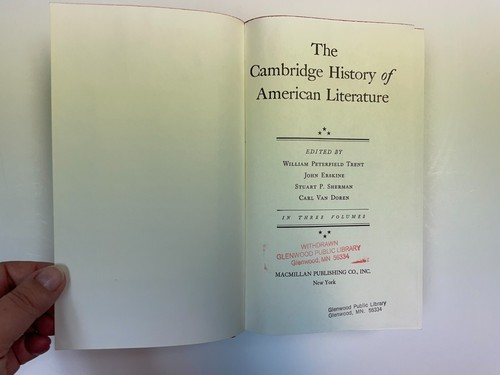 The
Cambridge History of
American Literature
EDITED BY
WILLIAM PETERFIELD TRENT
JOHN ERSKINE
STUART P. SHERMAN
CARL VAN DOREN
IN THREE VOLUMES
WITHDRAWN
GLENWOOD PUBLIC LIBRARY
Glenwood, MN 56334
MACMILLAN PUBLISHING CO., INC.
New York
Glenwood Public Library
Glenwood, MN. 56334